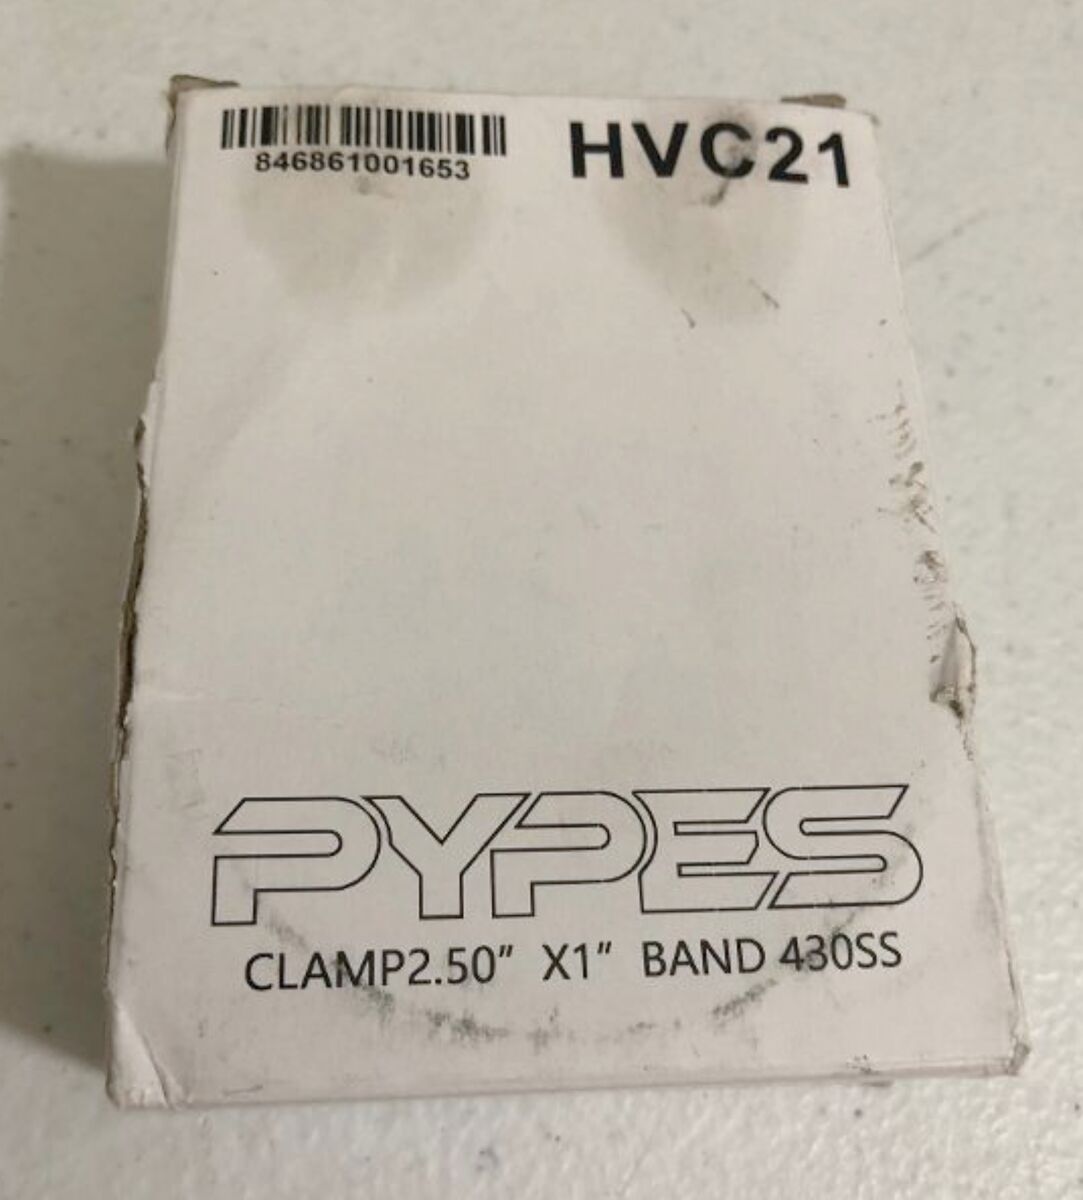 846861001653
HVC21
PYPES
CLAMP2.50" X1" BAND 430SS